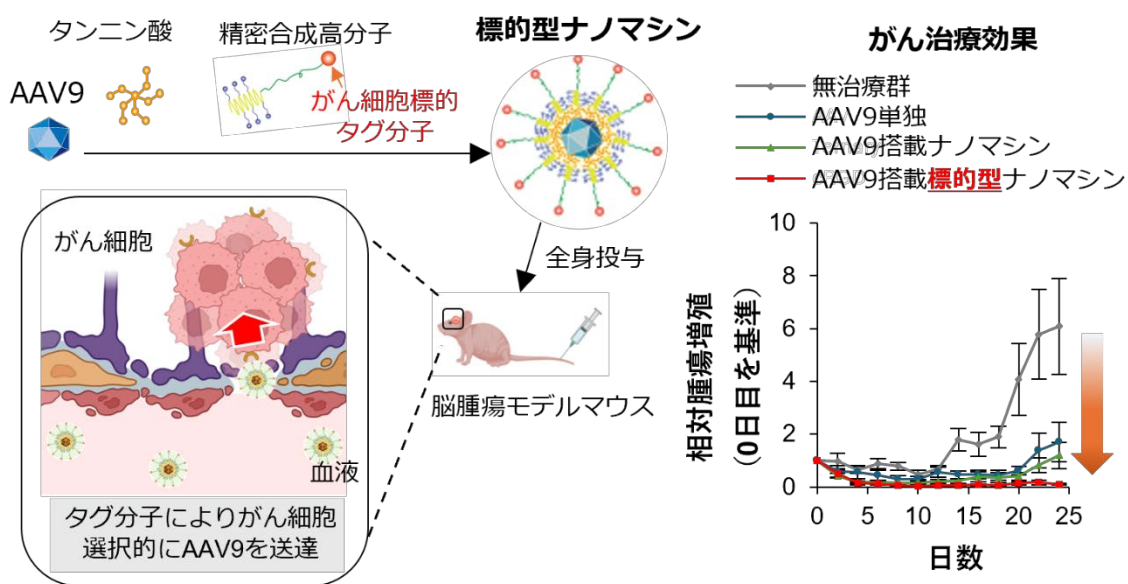 タンニン酸
精密合成高分子
標的型ナノマシン
がん治療効果
AAV9
がん細胞標的
タグ分子
無治療群
AAV9単独
AAV9搭載ナノマシン
AAV9搭載標的型ナノマシン
がん細胞
全身投与
脳腫瘍モデルマウス
血液
タグ分子によりがん細胞
選択的にAAV9を送達
相対腫瘍増殖
（0日目を基準）
10
8
6
4
2
0
0 5 10 15 20 25
日数